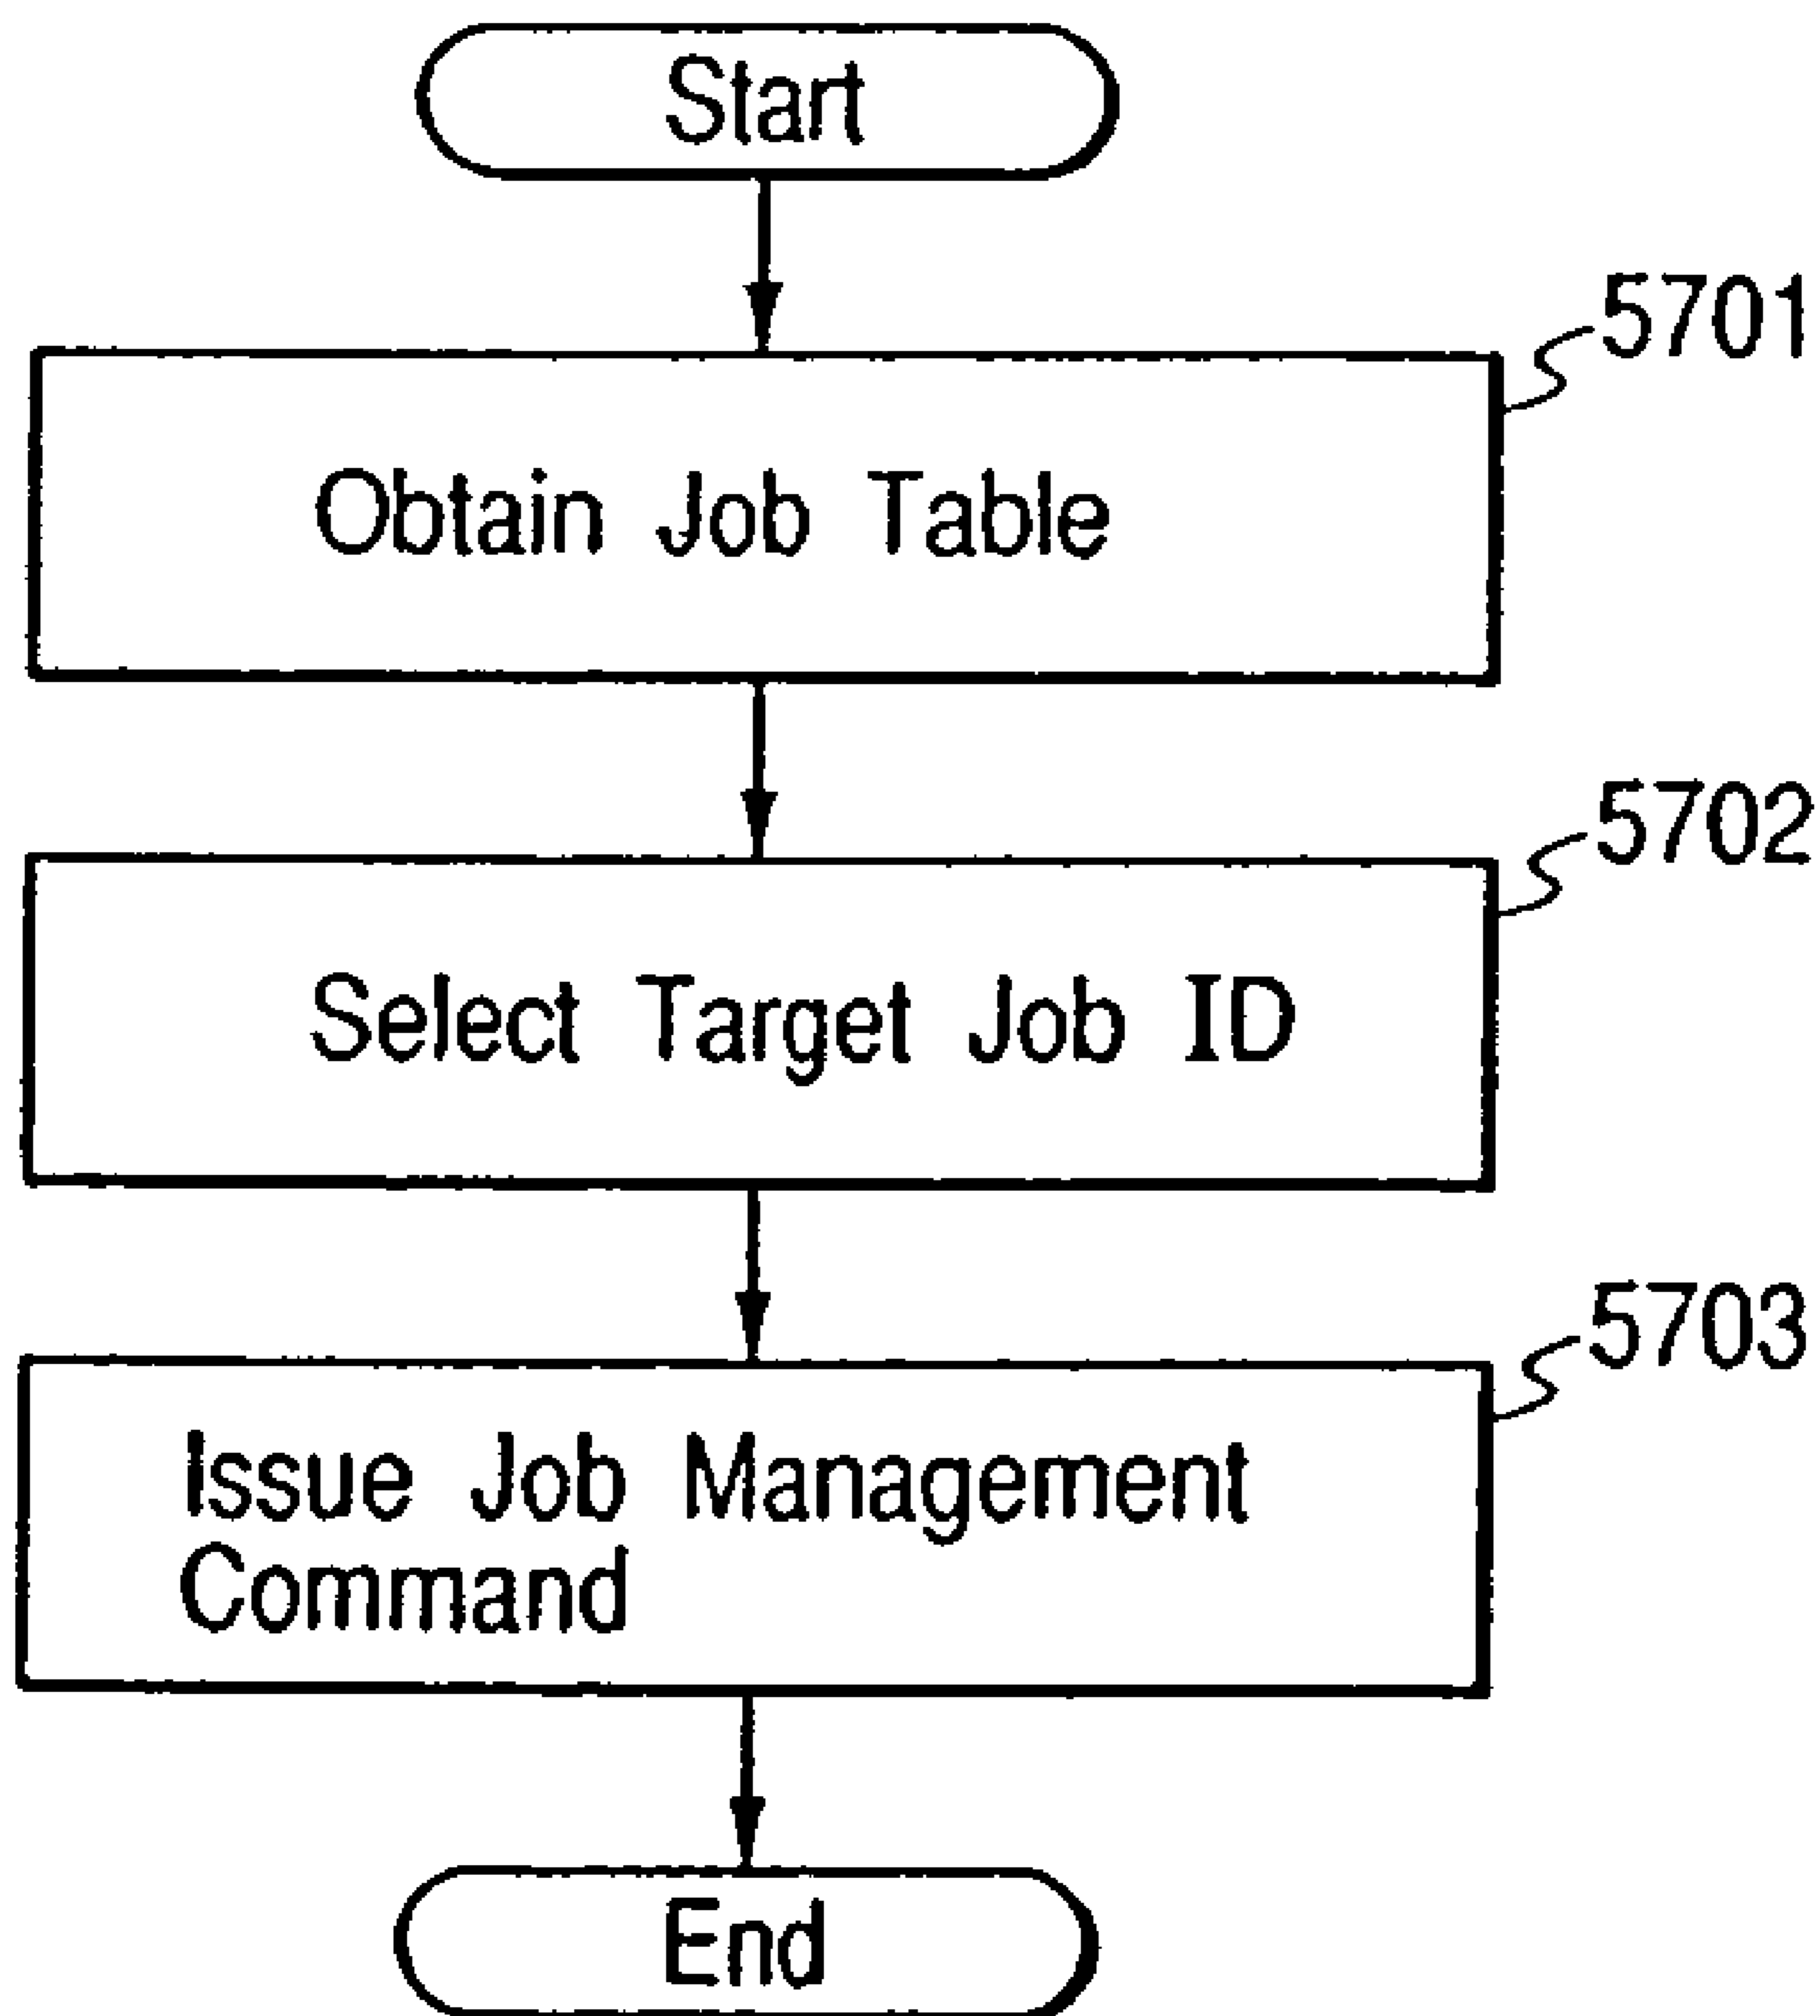 Start
5701
Obtain Job Table
5702
Select Target Job ID
5703
Issue Job Management
Command
End